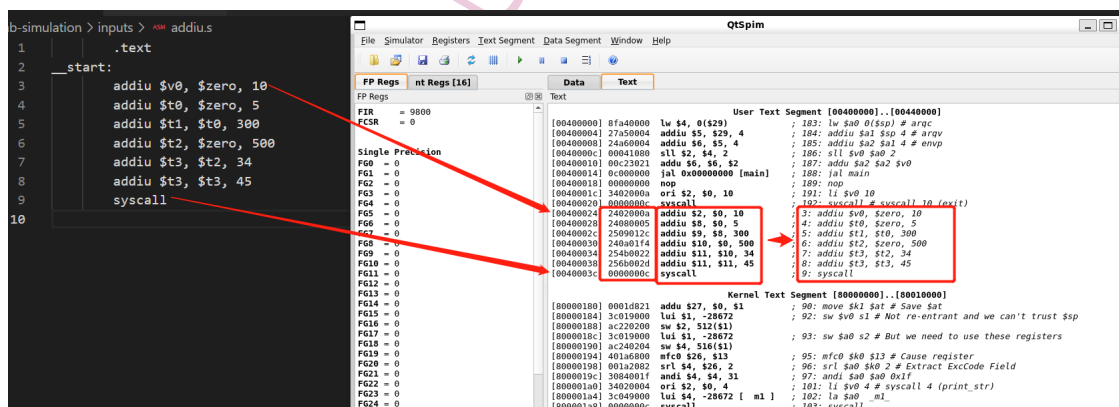 b-simulation > inputs > ASM addiu.s
1 .text
2 __start:
3 addiu $v0, $zero, 10
4 addiu $t0, $zero, 5
5 addiu $t1, $t0, 300
6 addiu $t2, $zero, 500
7 addiu $t3, $t2, 34
8 addiu $t3, $t3, 45
9 syscall
10
QtSpim
File Simulator Registers Text Segment Data Segment Window Help
FP Regs nt Regs [16] Data Text
FP Regs
FIR = 9800
FCSR = 0
Single Precision
FG0 = 0
FG1 = 0
FG2 = 0
FG3 = 0
FG4 = 0
FG5 = 0
FG6 = 0
FG7 = 0
FG8 = 0
FG9 = 0
FG10 = 0
FG11 = 0
FG12 = 0
FG13 = 0
FG14 = 0
FG15 = 0
FG16 = 0
FG17 = 0
FG18 = 0
FG19 = 0
FG20 = 0
FG21 = 0
FG22 = 0
FG23 = 0
FG24 = 0
Text
User Text Segment [00400000]..[00440000]
[00400000] 8fa40000 lw $4, 0($29) ; 183: lw $a0 0($sp) # argc
[00400004] 27a50004 addiu $5, $29, 4 ; 184: addiu $a1 $sp 4 # argv
[00400008] 24a60004 addiu $6, $5, 4 ; 185: addiu $a2 $a1 4 # envp
[0040000c] 00041080 sll $2, $4, 2 ; 186: sll $v0 $a0 2
[00400010] 00c23021 addu $6, $6, $2 ; 187: addu $a2 $a2 $v0
[00400014] 0c000000 jal 0x00000000 [main] ; 188: jal main
[00400018] 00000000 nop ; 189: nop
[0040001c] 3402000a ori $2, $0, 10 ; 191: li $v0 10
[00400020] 0000000c syscall ; 192: syscall # syscall 10 (exit)
[00400024] 2402000a addiu $2, $0, 10 ; 3: addiu $v0, $zero, 10
[00400028] 24080005 addiu $8, $0, 5 ; 4: addiu $t0, $zero, 5
[0040002c] 2509012c addiu $9, $8, 300 ; 5: addiu $t1, $t0, 300
[00400030] 240a01f4 addiu $10, $0, 500 ; 6: addiu $t2, $zero, 500
[00400034] 254b0022 addiu $11, $10, 34 ; 7: addiu $t3, $t2, 34
[00400038] 256b002d addiu $11, $11, 45 ; 8: addiu $t3, $t3, 45
[0040003c] 0000000c syscall ; 9: syscall
Kernel Text Segment [80000000]..[80010000]
[80000180] 0001d821 addu $27, $0, $1 ; 90: move $k1 $at # Save $at
[80000184] 3c019000 lui $1, -28672 ; 92: sw $v0 s1 # Not re-entrant and we can't trust $sp
[80000188] ac220200 sw $2, 512($1)
[8000018c] 3c019000 lui $1, -28672 ; 93: sw $a0 s2 # But we need to use these registers
[80000190] ac240204 sw $4, 516($1)
[80000194] 401a6800 mfc0 $26, $13 ; 95: mfc0 $k0 $13 # Cause register
[80000198] 001a2082 srl $4, $26, 2 ; 96: srl $a0 $k0 2 # Extract ExcCode Field
[8000019c] 3084001f andi $4, $4, 31 ; 97: andi $a0 $a0 0x1f
[800001a0] 34020004 ori $2, $0, 4 ; 101: li $v0 4 # syscall 4 (print_str)
[800001a4] 3c049000 lui $4, -28672 [ m1 ] ; 102: la $a0 _m1_
[800001a8] 0000000c syscall ; 103: syscall